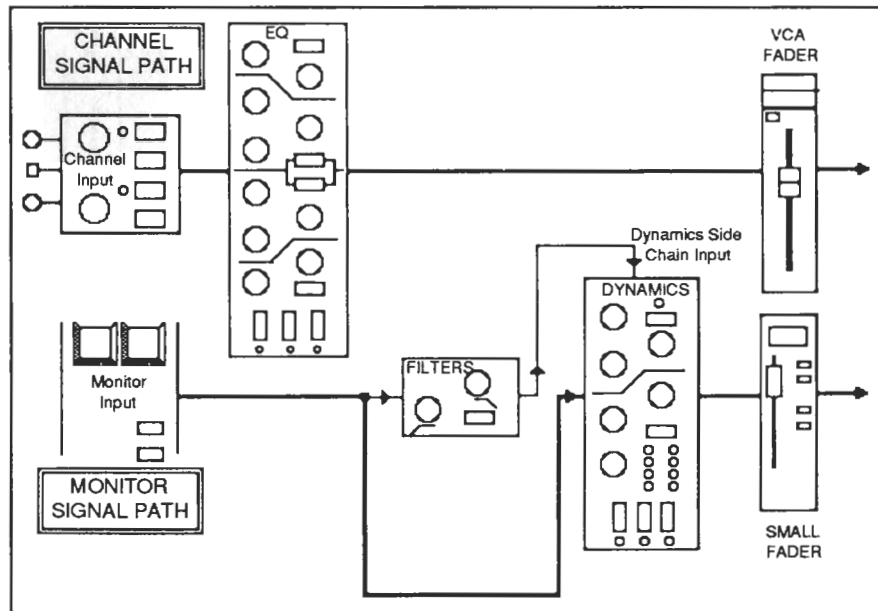 CHANNEL
SIGNAL PATH
EQ
VCA
FADER
Channel
Input
Dynamics Side
Chain Input
DYNAMICS
FILTERS
Monitor
Input
MONITOR
SIGNAL PATH
SMALL
FADER